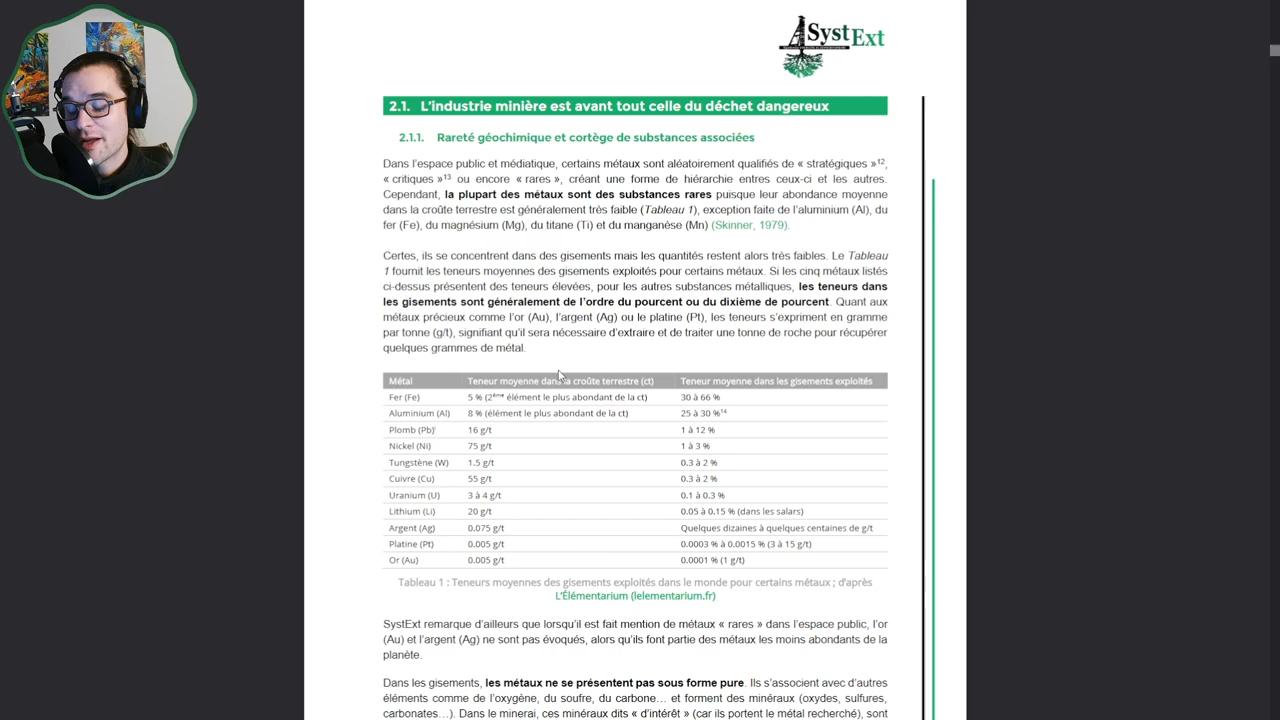 SystExt
2.1. L'industrie minière est avant tout celle du déchet dangereux
2.1.1. Rareté géochimique et cortège de substances associées
Dans l'espace public et médiatique, certains métaux sont aléatoirement qualifiés de « stratégiques »12,
« critiques »13 ou encore « rares », créant une forme de hiérarchie entres ceux-ci et les autres.
Cependant, la plupart des métaux sont des substances rares puisque leur abondance moyenne
dans la croûte terrestre est généralement très faible (Tableau 1), exception faite de l'aluminium (Al), du
fer (Fe), du magnésium (Mg), du titane (Ti) et du manganèse (Mn) (Skinner, 1979).
Certes, ils se concentrent dans des gisements mais les quantités restent alors très faibles. Le Tableau
1 fournit les teneurs moyennes des gisements exploités pour certains métaux. Si les cinq métaux listés
ci-dessus présentent des teneurs élevées, pour les autres substances métalliques, les teneurs dans
les gisements sont généralement de l'ordre du pourcent ou du dixième de pourcent. Quant aux
métaux précieux comme l'or (Au), l'argent (Ag) ou le platine (Pt), les teneurs s'expriment en gramme
par tonne (g/t), signifiant qu'il sera nécessaire d'extraire et de traiter une tonne de roche pour récupérer
quelques grammes de métal.
Métal Teneur moyenne dans la croûte terrestre (ct) Teneur moyenne dans les gisements exploités
Fer (Fe) 5 % (2ème élément le plus abondant de la ct) 30 à 66 %
Aluminium (Al) 8 % (élément le plus abondant de la ct) 25 à 30 %14
Plomb (Pb)i 16 g/t 1 à 12 %
Nickel (Ni) 75 g/t 1 à 3 %
Tungstène (W) 1.5 g/t 0.3 à 2 %
Cuivre (Cu) 55 g/t 0.3 à 2 %
Uranium (U) 3 à 4 g/t 0.1 à 0.3 %
Lithium (Li) 20 g/t 0.05 à 0.15 % (dans les salars)
Argent (Ag) 0.075 g/t Quelques dizaines à quelques centaines de g/t
Platine (Pt) 0.005 g/t 0.0003 % à 0.0015 % (3 à 15 g/t)
Or (Au) 0.005 g/t 0.0001 % (1 g/t)
Tableau 1 : Teneurs moyennes des gisements exploités dans le monde pour certains métaux ; d'après
L'Élémentarium (lelementarium.fr)
SystExt remarque d'ailleurs que lorsqu'il est fait mention de métaux « rares » dans l'espace public, l'or
(Au) et l'argent (Ag) ne sont pas évoqués, alors qu'ils font partie des métaux les moins abondants de la
planète.
Dans les gisements, les métaux ne se présentent pas sous forme pure. Ils s'associent avec d'autres
éléments comme de l'oxygène, du soufre, du carbone… et forment des minéraux (oxydes, sulfures,
carbonates…). Dans le minerai, ces minéraux dits « d'intérêt » (car ils portent le métal recherché), sont